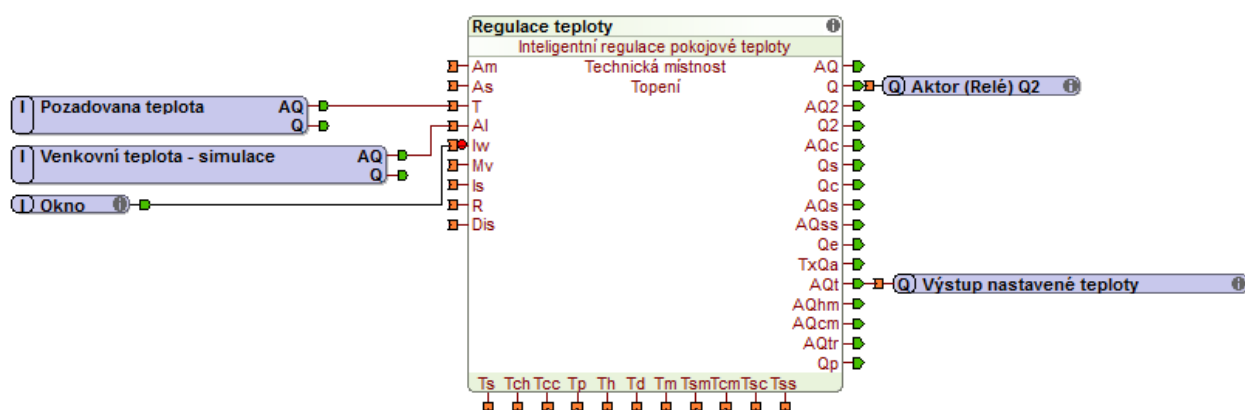 Regulace teploty
Inteligentní regulace pokojové teploty
Technická místnost
Topení
I Pozadovana teplota AQ
Q
I Venkovní teplota - simulace AQ
Q
I Okno
Am
As
T
AI
Iw
Mv
Is
R
Dis
AQ
Q
AQ2
Q2
AQc
Qs
Qc
AQs
AQss
Qe
TxQa
AQt
AQhm
AQcm
AQtr
Qp
Q Aktor (Relé) Q2
Q Výstup nastavené teploty
Ts Tch Tcc Tp Th Td Tm Tsm Tcm Tsc Tss